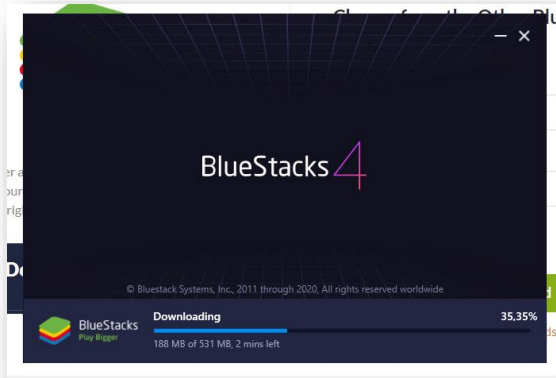 BlueStacks 4
© Bluestack Systems, Inc., 2011 through 2020, All rights reserved worldwide
BlueStacks
Play Bigger
Downloading
35,35%
188 MB of 531 MB, 2 mins left